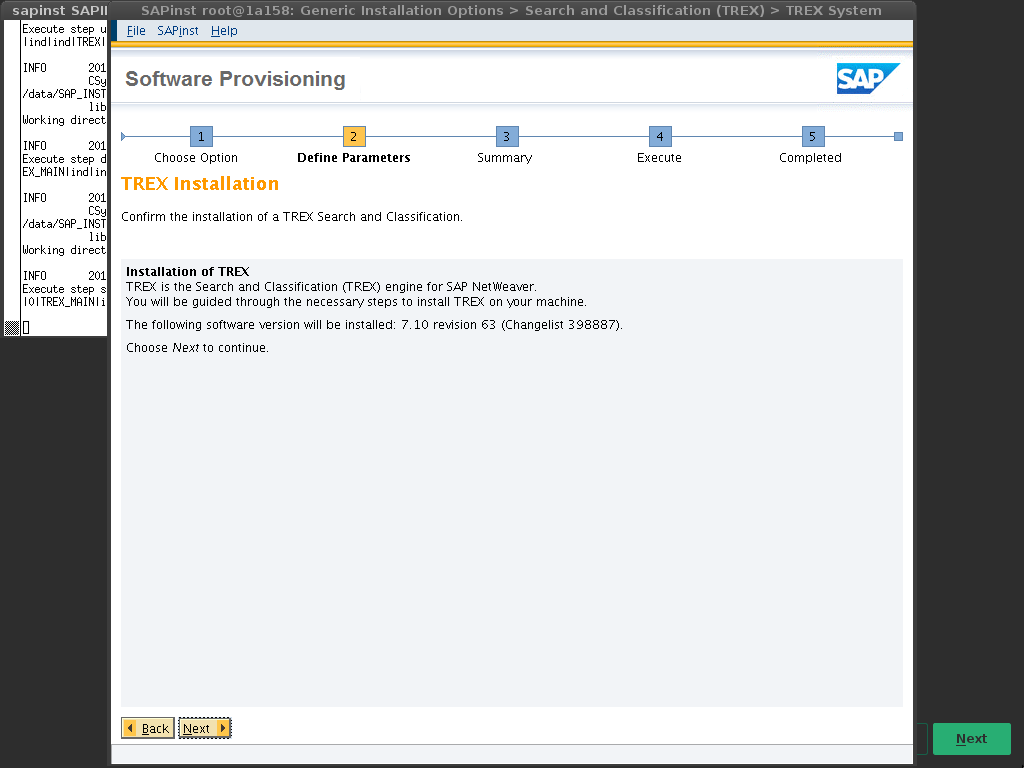 sapinst SAPI
SAPinst root@1a158: Generic Installation Options > Search and Classification (TREX) > TREX System
Execute step u
|ind|ind|TREX|
INFO 201
CSy
/data/SAP_INST
lib
Working direct
INFO 201
Execute step d
EX_MAIN|ind|in
INFO 201
CSy
/data/SAP_INST
lib
Working direct
INFO 201
Execute step s
|0|TREX_MAIN|i
File SAPinst Help
Software Provisioning
SAP
1 2 3 4 5
Choose Option Define Parameters Summary Execute Completed
TREX Installation
Confirm the installation of a TREX Search and Classification.
Installation of TREX
TREX is the Search and Classification (TREX) engine for SAP NetWeaver.
You will be guided through the necessary steps to install TREX on your machine.
The following software version will be installed: 7.10 revision 63 (Changelist 398887).
Choose Next to continue.
Back Next
Next